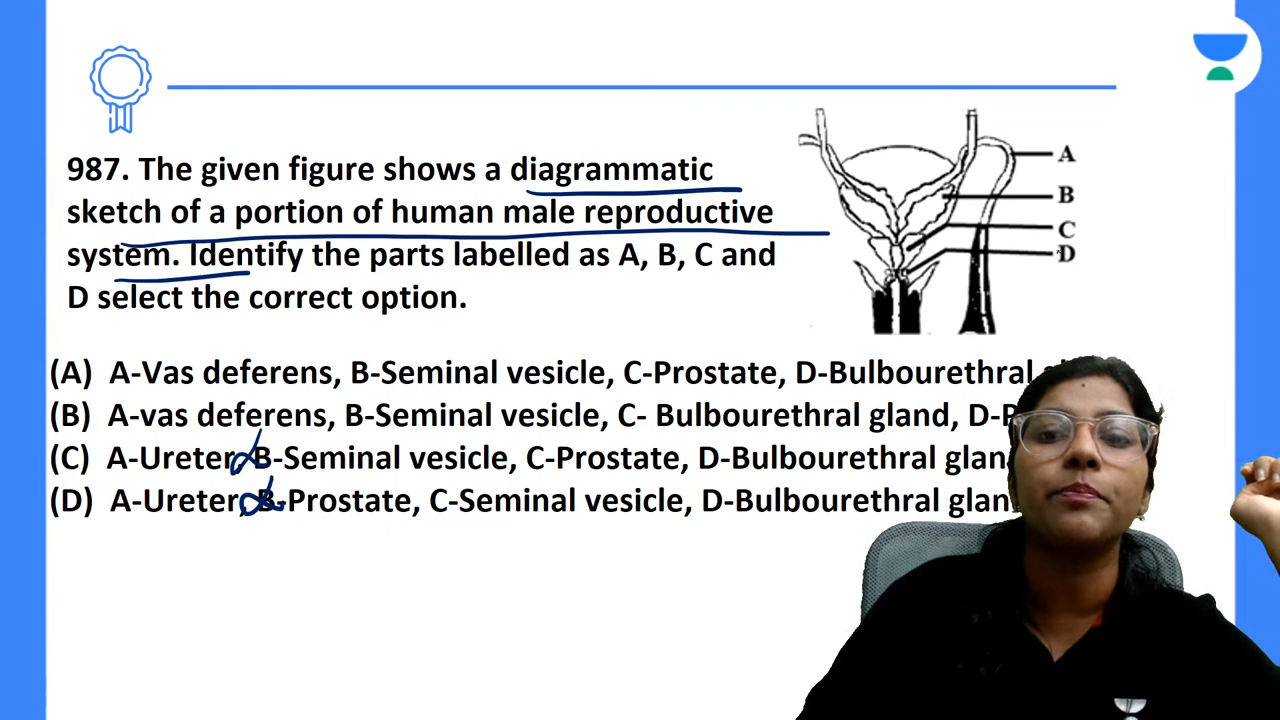 987. The given figure shows a diagrammatic
sketch of a portion of human male reproductive
system. Identify the parts labelled as A, B, C and
D select the correct option.
A
B
C
D
(A) A-Vas deferens, B-Seminal vesicle, C-Prostate, D-Bulbourethral
(B) A-vas deferens, B-Seminal vesicle, C- Bulbourethral gland,
(C) A-Ureter, B-Seminal vesicle, C-Prostate, D-Bulbourethral
(D) A-Ureter, B-Prostate, C-Seminal vesicle, D-Bulbourethral